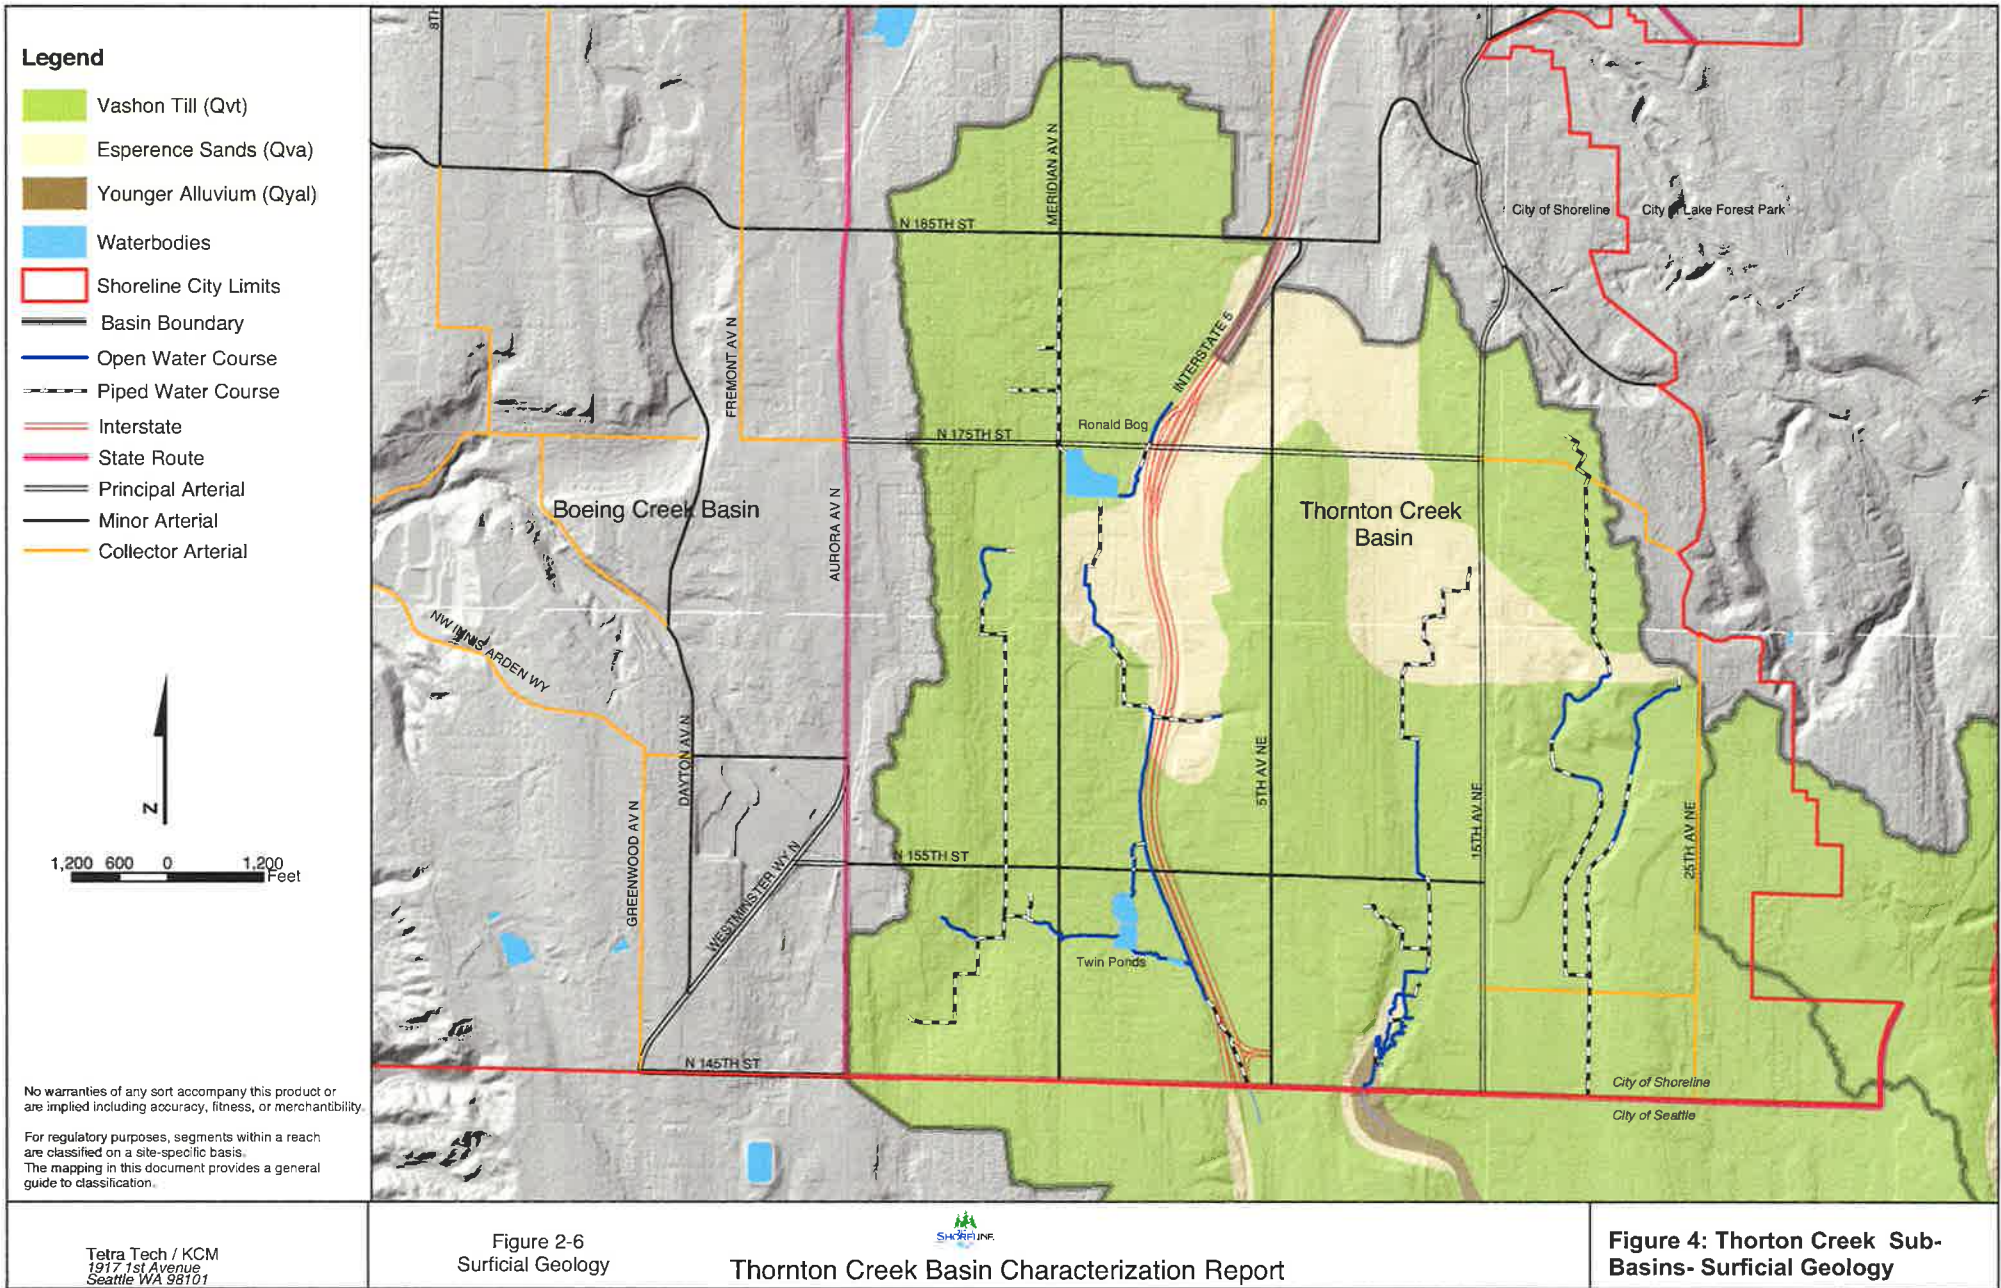 Legend
Vashon Till (Qvt)
Esperence Sands (Qva)
Younger Alluvium (Qyal)
Waterbodies
Shoreline City Limits
Basin Boundary
Open Water Course
Piped Water Course
Interstate
State Route
Principal Arterial
Minor Arterial
Collector Arterial
N
1,200 600 0 1,200
Feet
No warranties of any sort accompany this product or
are implied including accuracy, fitness, or merchantibility.
For regulatory purposes, segments within a reach
are classified on a site-specific basis.
The mapping in this document provides a general
guide to classification.
8TH
MERIDIAN AV N
N 185TH ST
City of Shoreline
City of Lake Forest Park
INTERSTATE 5
FREMONT AV N
Ronald Bog
N 175TH ST
Boeing Creek Basin
AURORA AV N
Thornton Creek
Basin
NW INNIS ARDEN WY
DAYTON AV N
5TH AV NE
15TH AV NE
25TH AV NE
GREENWOOD AV N
WESTMINSTER WY N
N 155TH ST
Twin Ponds
N 145TH ST
City of Shoreline
City of Seattle
Tetra Tech / KCM
1917 1st Avenue
Seattle WA 98101
Figure 2-6
Surficial Geology
SHORELINE
Thornton Creek Basin Characterization Report
Figure 4: Thorton Creek Sub-
Basins- Surficial Geology